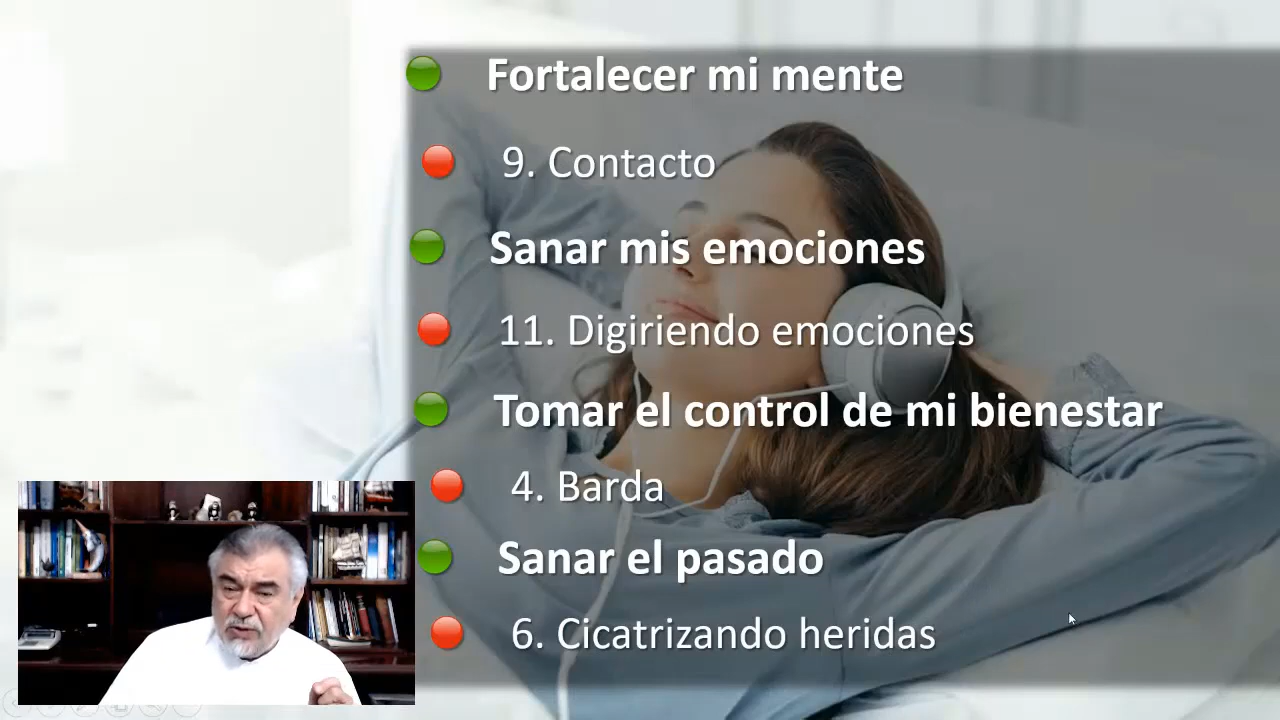 Fortalecer mi mente
9. Contacto
Sanar mis emociones
11. Digiriendo emociones
Tomar el control de mi bienestar
4. Barda
Sanar el pasado
6. Cicatrizando heridas